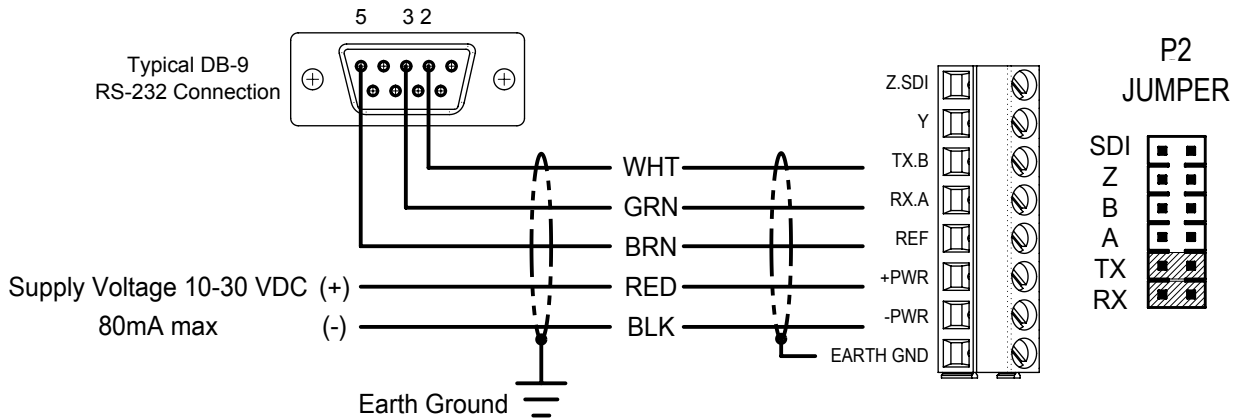 5 3 2
Typical DB-9
RS-232 Connection
P2
JUMPER
Z.SDI
Y
TX.B
RX.A
REF
+PWR
-PWR
EARTH GND
WHT
GRN
BRN
RED
BLK
Supply Voltage 10-30 VDC (+)
80mA max (-)
Earth Ground
SDI
Z
B
A
TX
RX